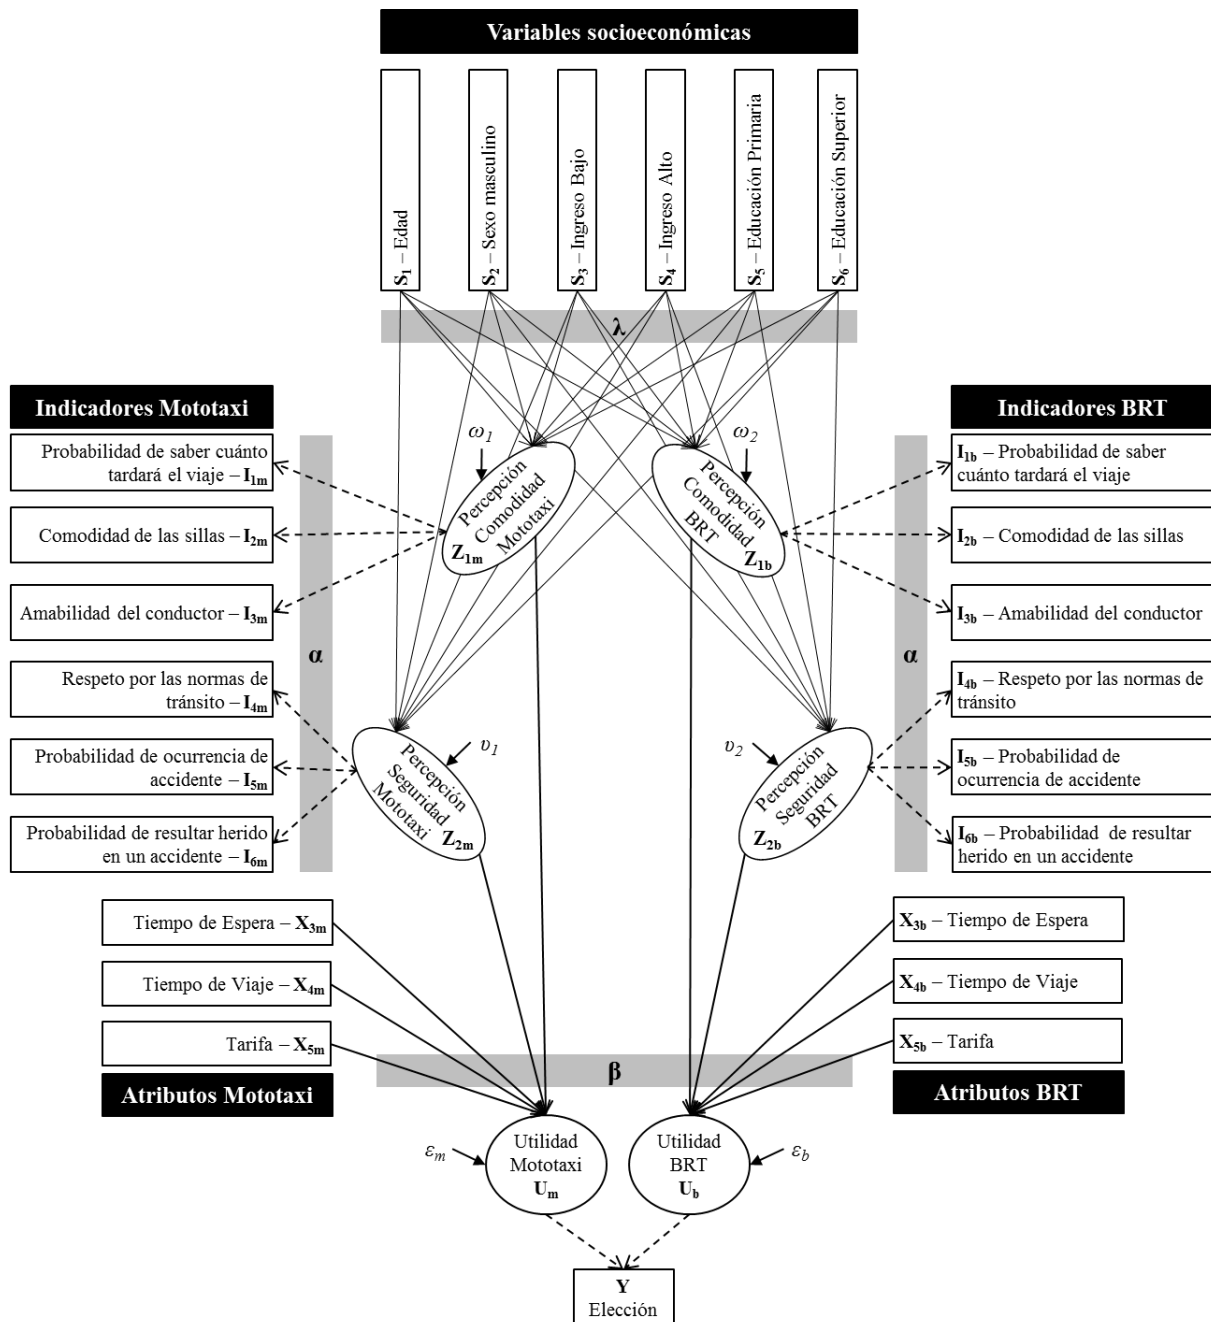 Variables socioeconómicas
S1 – Edad
S2 – Sexo masculino
S3 – Ingreso Bajo
S4 – Ingreso Alto
S5 – Educación Primaria
S6 – Educación Superior
λ
Indicadores Mototaxi
Probabilidad de saber cuánto
tardará el viaje – I1m
Comodidad de las sillas – I2m
Amabilidad del conductor – I3m
Respeto por las normas de
tránsito – I4m
Probabilidad de ocurrencia de
accidente – I5m
Probabilidad de resultar herido
en un accidente – I6m
α
ω1
Percepción
Comodidad
Mototaxi
Z1m
ω2
Percepción
Comodidad
BRT
Z1b
υ1
Percepción
Seguridad
Mototaxi
Z2m
υ2
Percepción
Seguridad
BRT
Z2b
α
Indicadores BRT
I1b – Probabilidad de saber
cuánto tardará el viaje
I2b – Comodidad de las sillas
I3b – Amabilidad del conductor
I4b – Respeto por las normas de
tránsito
I5b – Probabilidad de
ocurrencia de accidente
I6b – Probabilidad de resultar
herido en un accidente
Tiempo de Espera – X3m
Tiempo de Viaje – X4m
Tarifa – X5m
Atributos Mototaxi
X3b – Tiempo de Espera
X4b – Tiempo de Viaje
X5b – Tarifa
Atributos BRT
β
εm
Utilidad
Mototaxi
Um
Utilidad
BRT
Ub
εb
Y
Elección